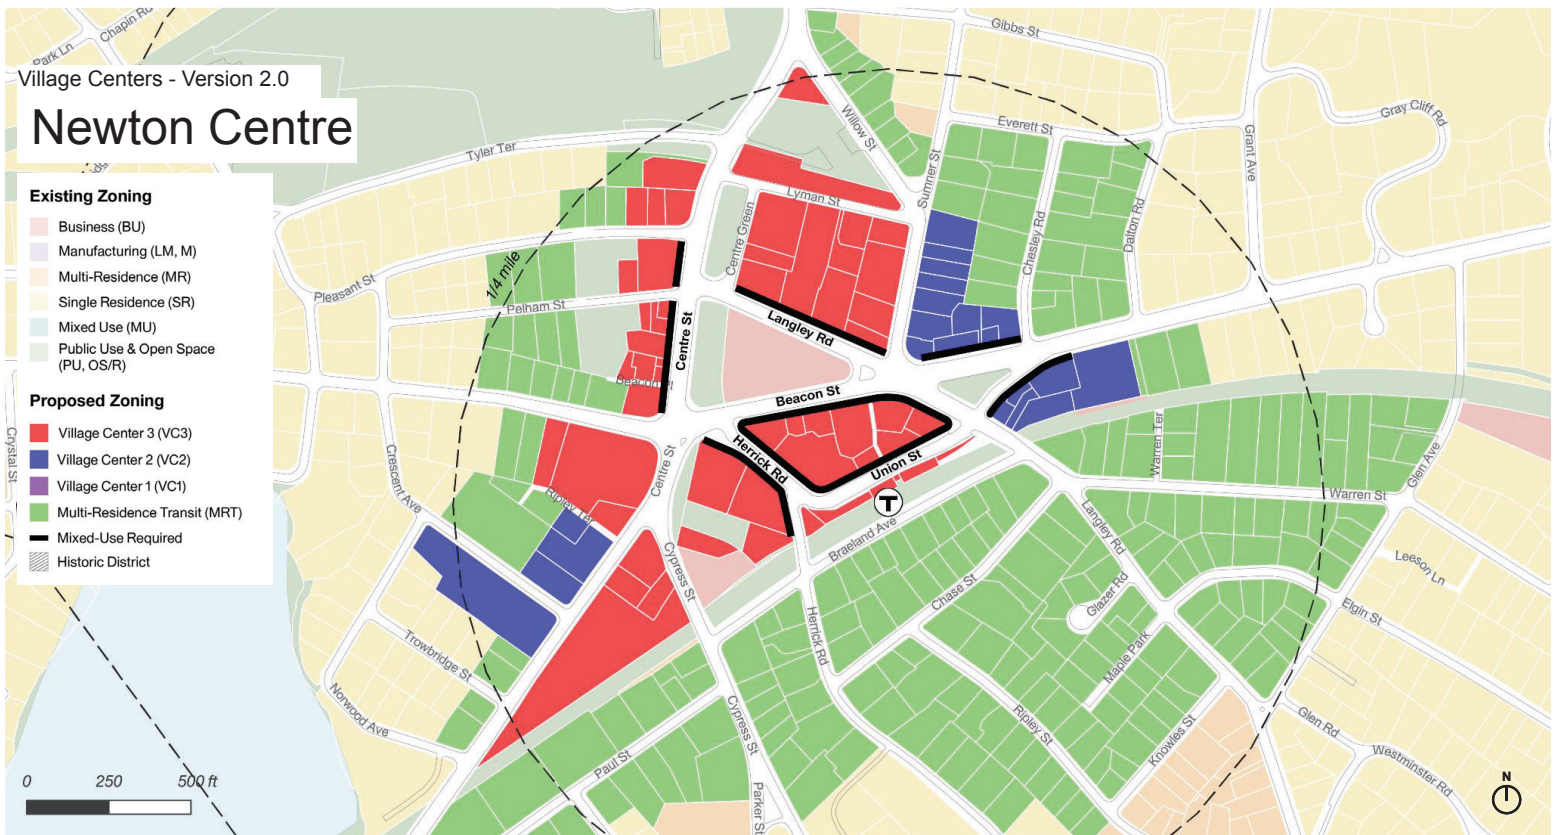 Village Centers - Version 2.0
Newton Centre
Existing Zoning
Business (BU)
Manufacturing (LM, M)
Multi-Residence (MR)
Single Residence (SR)
Mixed Use (MU)
Public Use & Open Space
(PU, OS/R)
Proposed Zoning
Village Center 3 (VC3)
Village Center 2 (VC2)
Village Center 1 (VC1)
Multi-Residence Transit (MRT)
Mixed-Use Required
Historic District
Park Ln
Chapin Rd
Gibbs St
Gray Cliff Rd
Willow St
Everett St
Grant Ave
Tyler Ter
Sumner St
Lyman St
Centre Green
Chesley Rd
Dalton Rd
1/4 mile
Pleasant St
Pelham St
Langley Rd
Centre St
Beacon St
Herrick Rd
Union St
T
Crystal St
Crescent Ave
Centre St
Ripley Ter
Warren Ter
Glen Ave
Warren St
Braeland Ave
Langley Rd
Cypress St
Chase St
Glazer Rd
Leeson Ln
Elgin St
Herrick Rd
Maple Park
Trowbridge St
Norwood Ave
Cypress St
Ripley St
Knowles St
Glen Rd
Westminster Rd
Paul St
Parker St
0 250 500 ft
N